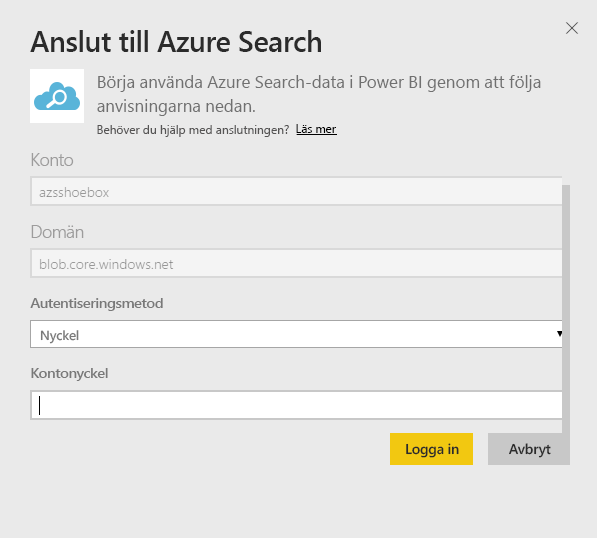 Anslut till Azure Search
Börja använda Azure Search-data i Power BI genom att följa
anvisningarna nedan.
Behöver du hjälp med anslutningen? Läs mer
Konto
azsshoebox
Domän
blob.core.windows.net
Autentiseringsmetod
Nyckel
Kontonyckel
Logga in
Avbryt